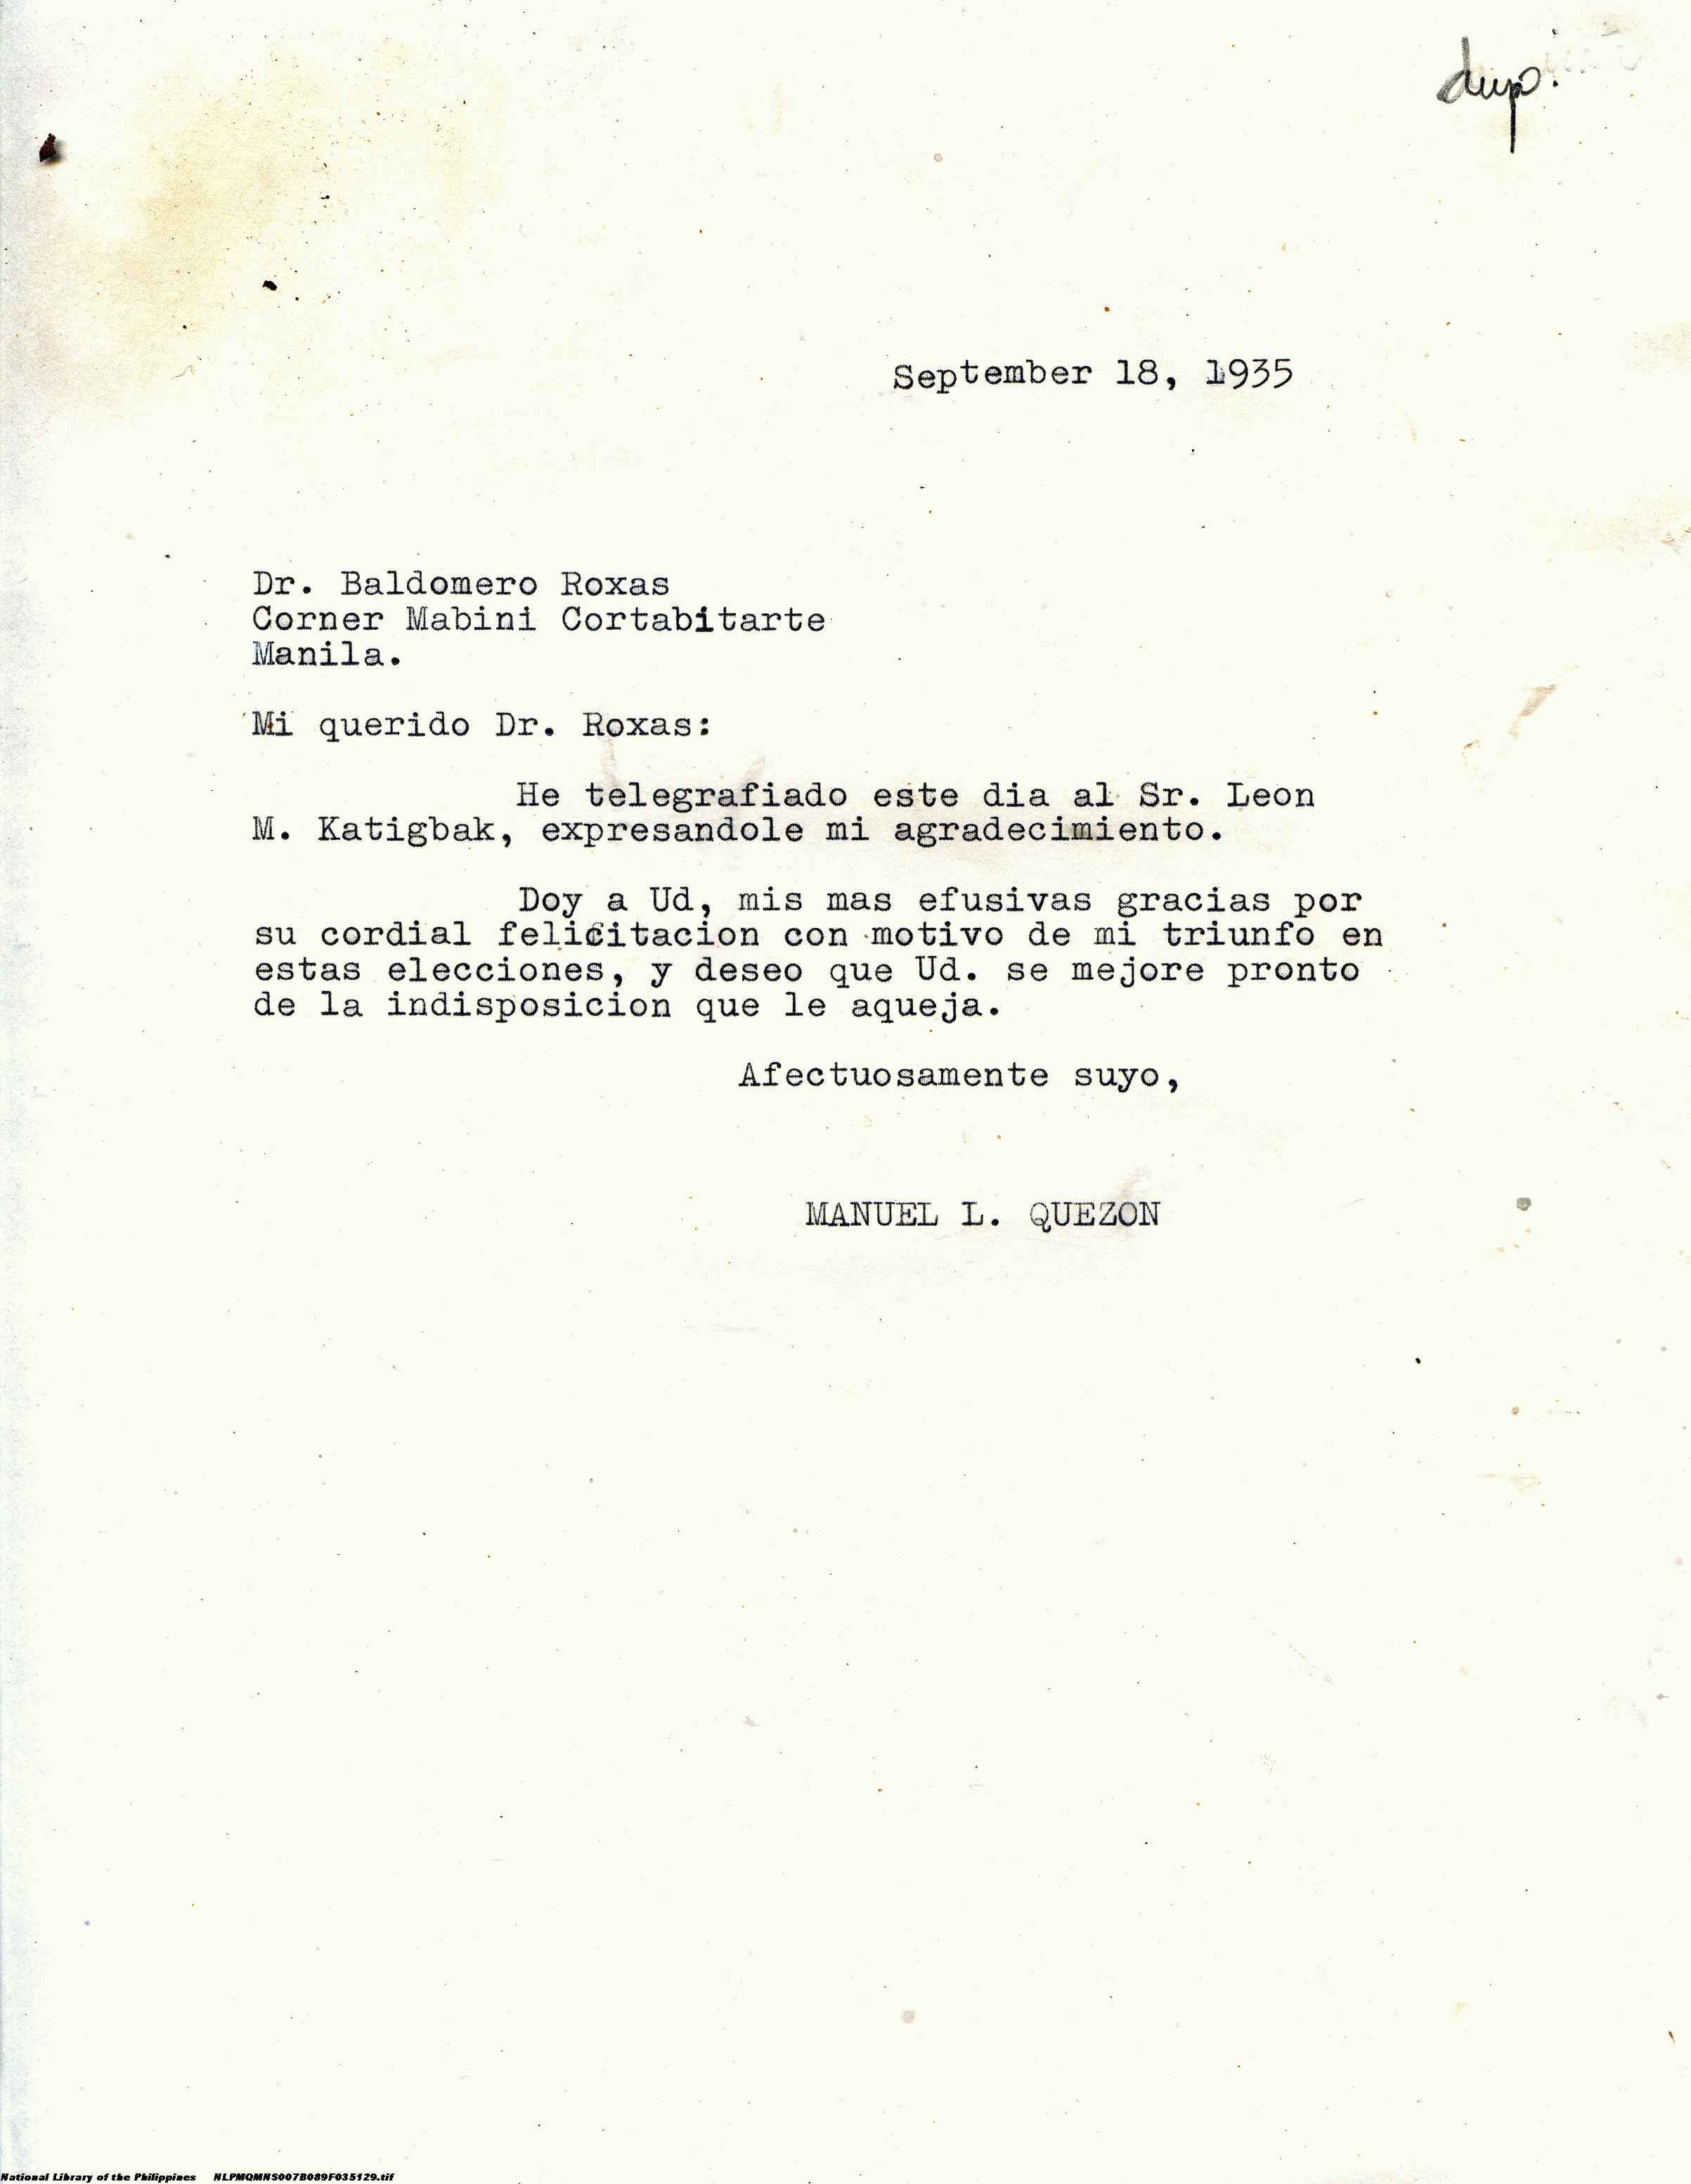 dup.
September 18, 1935
Dr. Baldomero Roxas
Corner Mabini Cortabitarte
Manila.
Mi querido Dr. Roxas:
He telegrafiado este dia al Sr. Leon
M. Katigbak, expresandole mi agradecimiento.
Doy a Ud, mis mas efusivas gracias por
su cordial felicitacion con motivo de mi triunfo en
estas elecciones, y deseo que Ud. se mejore pronto
de la indisposicion que le aqueja.
Afectuosamente suyo,
MANUEL L. QUEZON
National Library of the Philippines NLPMQMNS007B089F035129.tif